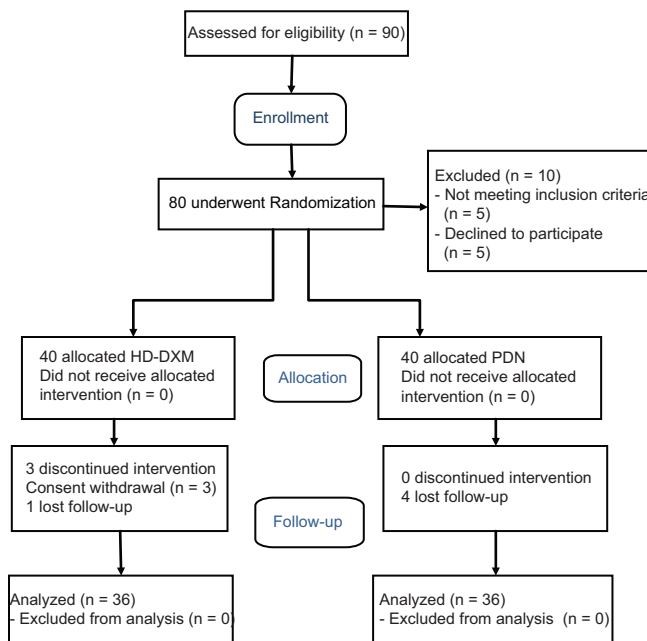 Assessed for eligibility (n = 90)
Enrollment
80 underwent Randomization
Excluded (n = 10)
- Not meeting inclusion criteria
(n = 5)
- Declined to participate
(n = 5)
40 allocated HD-DXM
Did not receive allocated
intervention (n = 0)
Allocation
40 allocated PDN
Did not receive allocated
intervention (n = 0)
3 discontinued intervention
Consent withdrawal (n = 3)
1 lost follow-up
Follow-up
0 discontinued intervention
4 lost follow-up
Analyzed (n = 36)
- Excluded from analysis (n = 0)
Analyzed (n = 36)
- Excluded from analysis (n = 0)